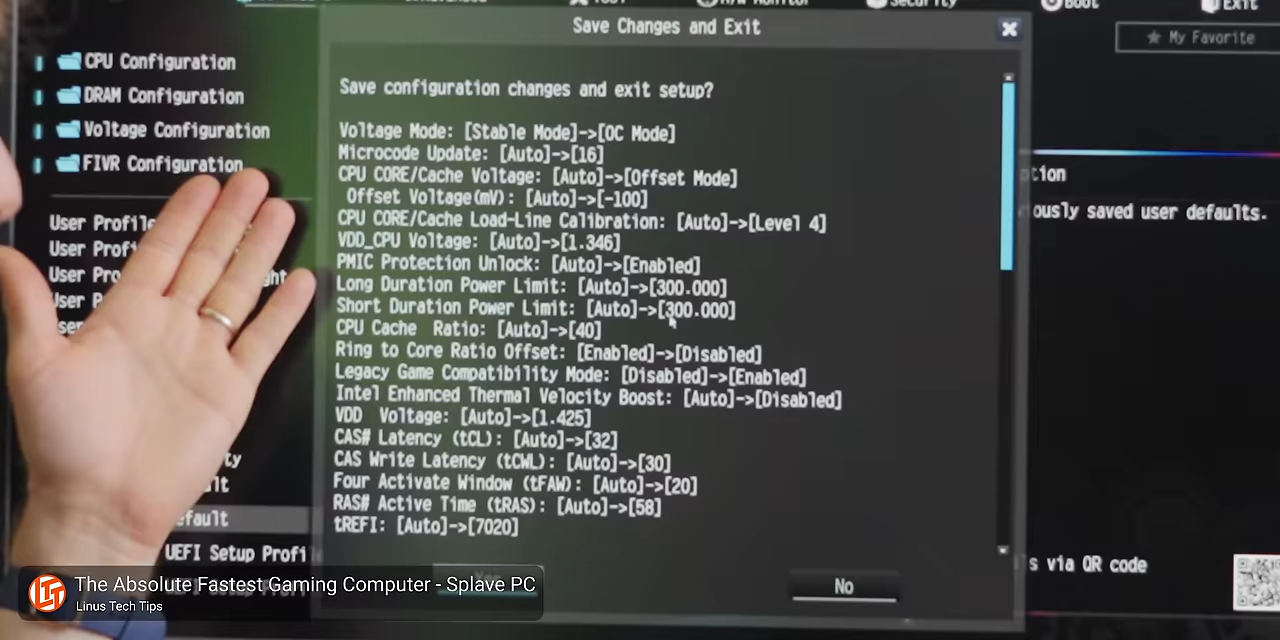 Tool
H/W Monitor
Security
Boot
Exit
Save Changes and Exit
My Favorite
CPU Configuration
DRAM Configuration
Voltage Configuration
FIVR Configuration
Save configuration changes and exit setup?
Voltage Mode: [Stable Mode]->[OC Mode]
Microcode Update: [Auto]->[16]
CPU CORE/Cache Voltage: [Auto]->[Offset Mode]
Offset Voltage(mV): [Auto]->[-100]
CPU CORE/Cache Load-Line Calibration: [Auto]->[Level 4]
VDD_CPU Voltage: [Auto]->[1.346]
PMIC Protection Unlock: [Auto]->[Enabled]
Long Duration Power Limit: [Auto]->[300.000]
Short Duration Power Limit: [Auto]->[300.000]
CPU Cache Ratio: [Auto]->[40]
Ring to Core Ratio Offset: [Enabled]->[Disabled]
Legacy Game Compatibility Mode: [Disabled]->[Enabled]
Intel Enhanced Thermal Velocity Boost: [Auto]->[Disabled]
VDD Voltage: [Auto]->[1.425]
CAS# Latency (tCL): [Auto]->[32]
CAS Write Latency (tCWL): [Auto]->[30]
Four Activate Window (tFAW): [Auto]->[20]
RAS# Active Time (tRAS): [Auto]->[58]
tREFI: [Auto]->[7020]
User
User
User
User
saved user defaults.
UEFI Setup
via QR code
No
The Absolute Fastest Gaming Computer - Splave PC
Linus Tech Tips